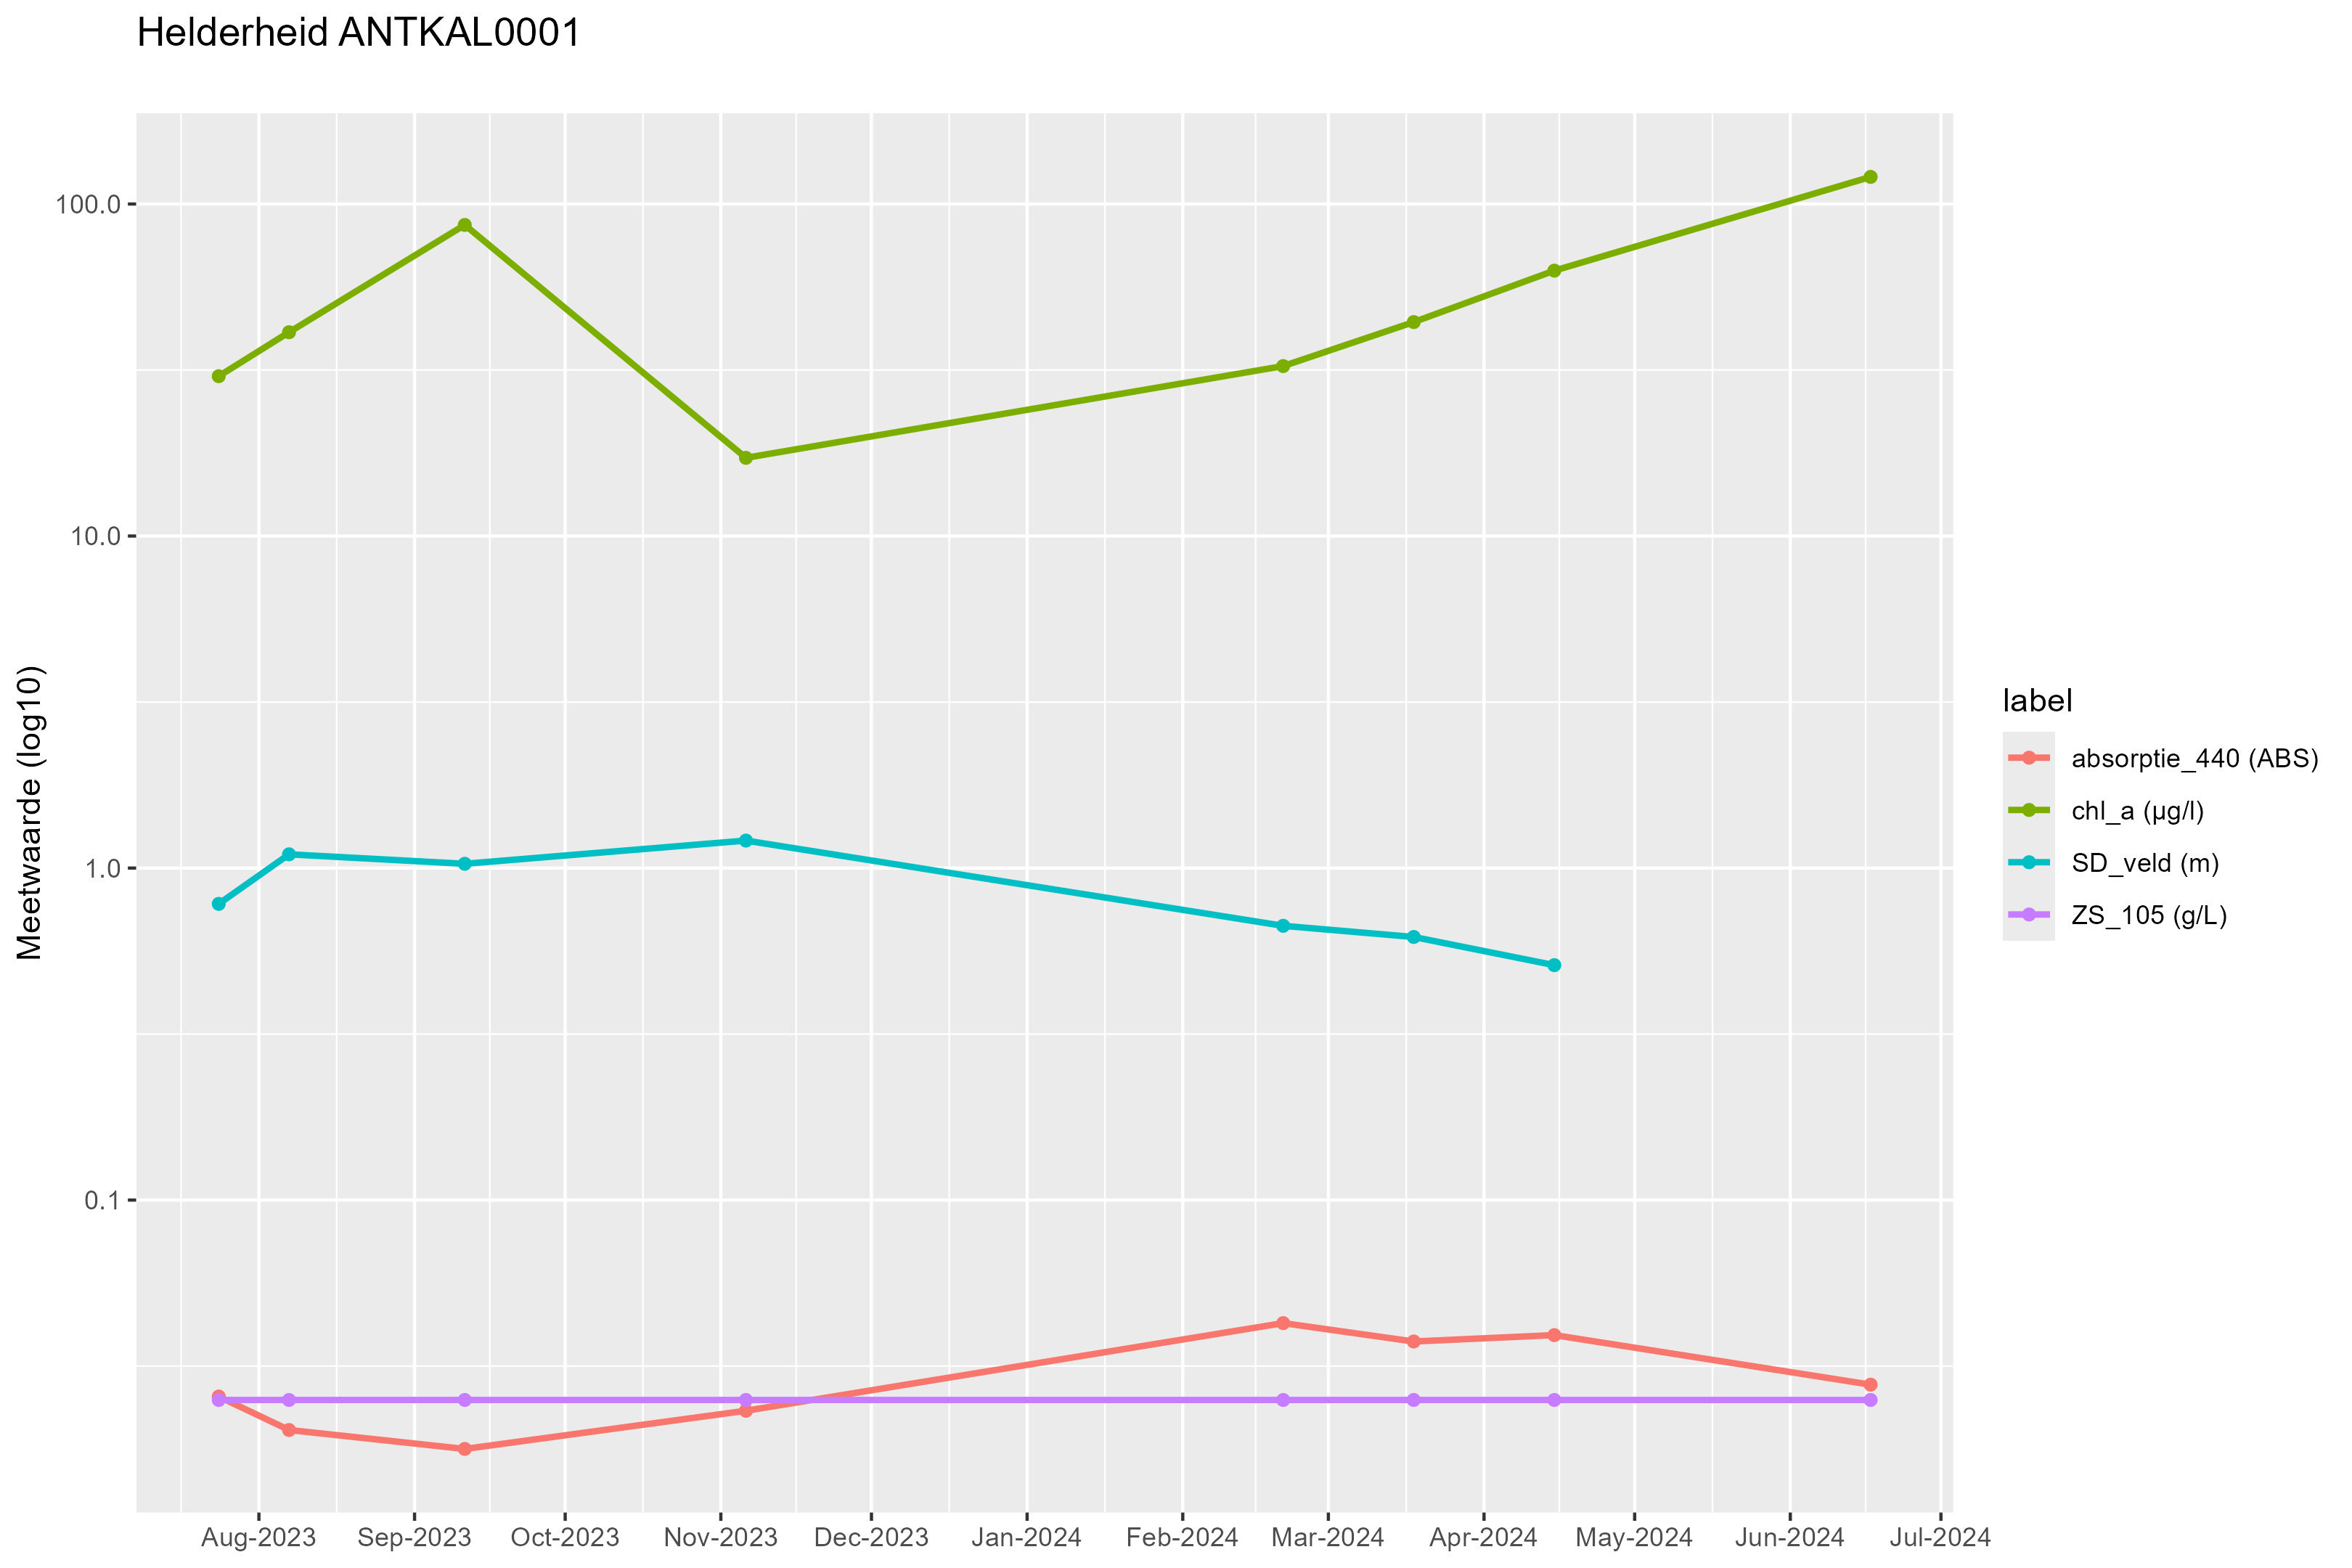 Helderheid ANTKAL0001
Meetwaarde (log10)
100.0
10.0
1.0
0.1
Aug-2023 Sep-2023 Oct-2023 Nov-2023 Dec-2023 Jan-2024 Feb-2024 Mar-2024 Apr-2024 May-2024 Jun-2024 Jul-2024
label
absorptie_440 (ABS)
chl_a (µg/l)
SD_veld (m)
ZS_105 (g/L)